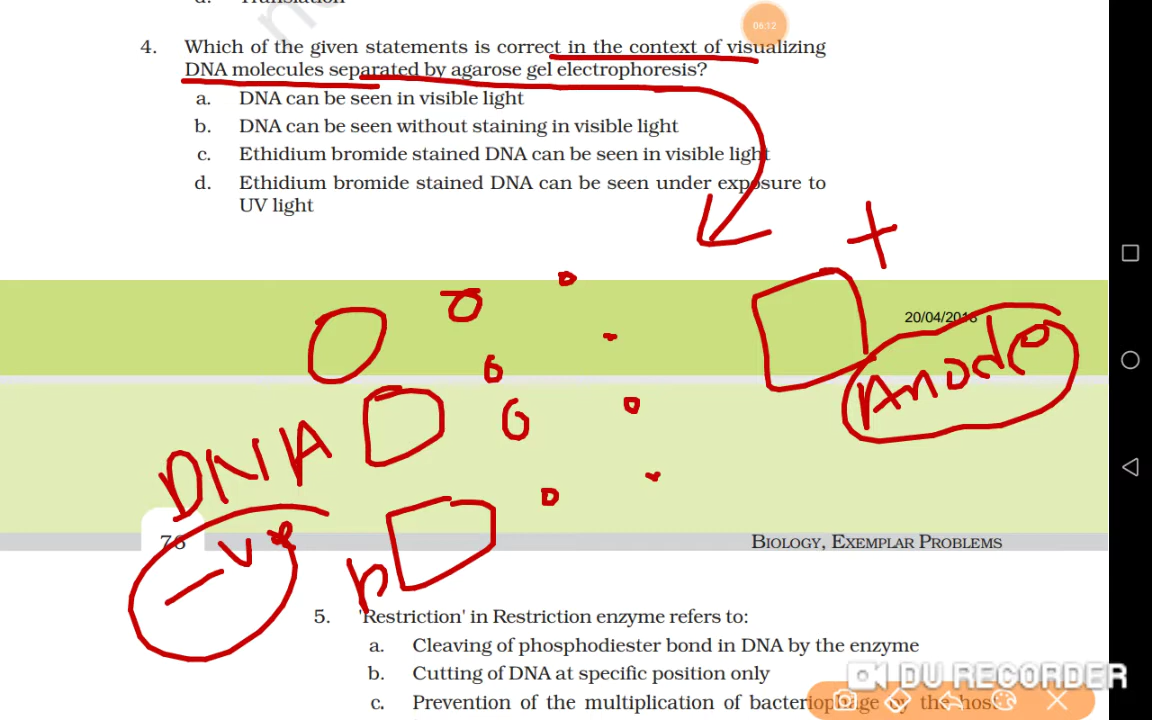 d. Translation
06:12
4. Which of the given statements is correct in the context of visualizing
DNA molecules separated by agarose gel electrophoresis?
a. DNA can be seen in visible light
b. DNA can be seen without staining in visible light
c. Ethidium bromide stained DNA can be seen in visible light
d. Ethidium bromide stained DNA can be seen under exposure to
UV light
+
20/04/2018
DNA
-ve
76
BIOLOGY, EXEMPLAR PROBLEMS
5. 'Restriction' in Restriction enzyme refers to:
a. Cleaving of phosphodiester bond in DNA by the enzyme
b. Cutting of DNA at specific position only
DU RECORDER
c. Prevention of the multiplication of bacteriophage by the host